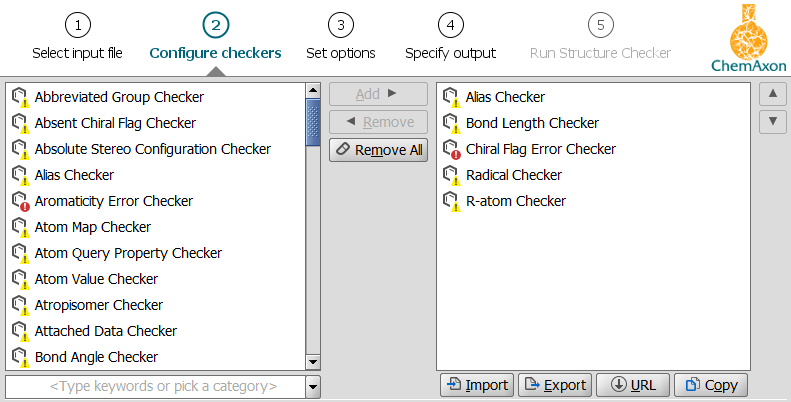 1 2 3 4 5
Select input file Configure checkers Set options Specify output Run Structure Checker
ChemAxon
Abbreviated Group Checker
Absent Chiral Flag Checker
Absolute Stereo Configuration Checker
Alias Checker
Aromaticity Error Checker
Atom Map Checker
Atom Query Property Checker
Atom Value Checker
Atropisomer Checker
Attached Data Checker
Bond Angle Checker
<Type keywords or pick a category>
Add
Remove
Remove All
Alias Checker
Bond Length Checker
Chiral Flag Error Checker
Radical Checker
R-atom Checker
Import Export URL Copy